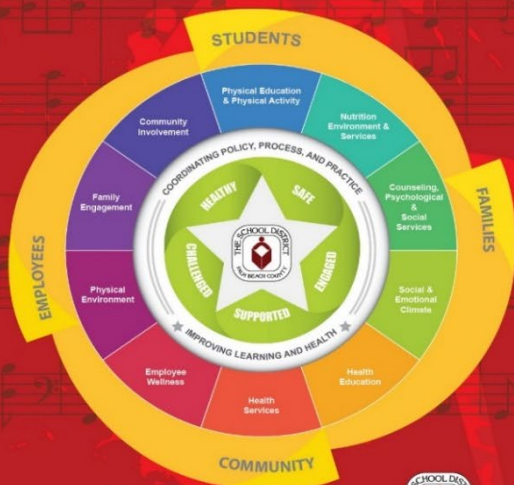 STUDENTS
Physical Education
& Physical Activity
Nutrition
Environment &
Services
Counseling,
Psychological
&
Social
Services
Social &
Emotional
Climate
Health
Education
Health
Services
Employee
Wellness
Physical
Environment
Family
Engagement
Community
Involvement
FAMILIES
COMMUNITY
EMPLOYEES
COORDINATING POLICY, PROCESS, AND PRACTICE
IMPROVING LEARNING AND HEALTH
HEALTHY
SAFE
ENGAGED
SUPPORTED
CHALLENGED
THE SCHOOL DISTRICT
PALM BEACH COUNTY
SCHOOL